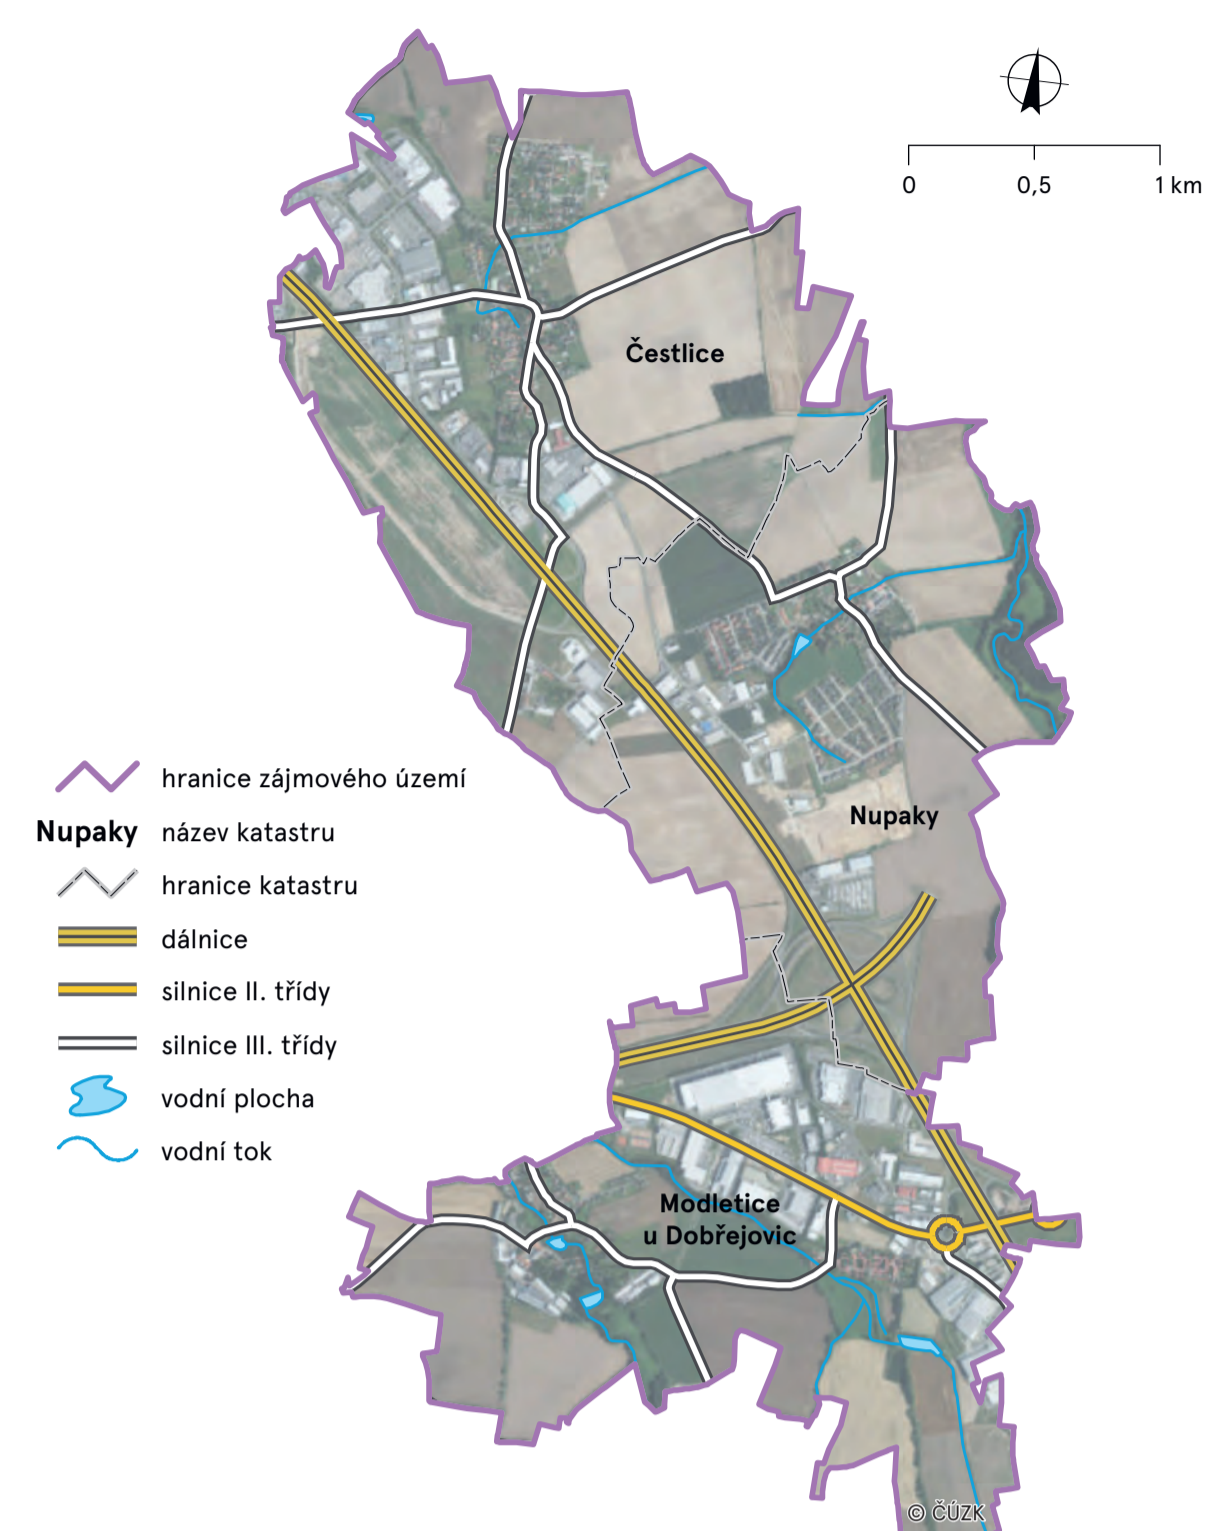 0
0,5
1 km
Čestlice
hranice zájmového území
Nupaky
název katastru
Nupaky
hranice katastru
dálnice
silnice II. třídy
silnice III. třídy
vodní plocha
vodní tok
Modletice
u Dobřejovic
© ČÚZK